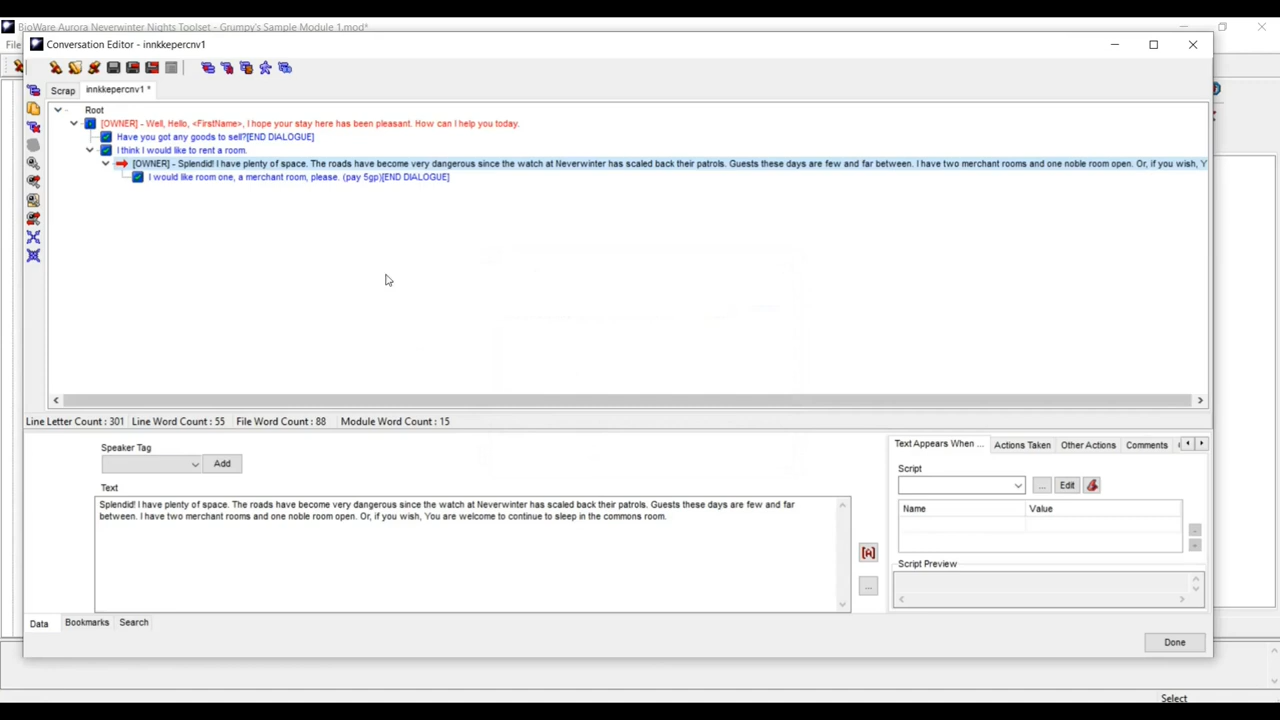 BioWare Aurora Neverwinter Nights Toolset - Grumpy's Sample Module 1.mod*
File
Conversation Editor - innkkepercnv1
Scrap
innkkepercnv1 *
Root
[OWNER] - Well, Hello, <FirstName>, I hope your stay here has been pleasant. How can I help you today.
Have you got any goods to sell?[END DIALOGUE]
I think I would like to rent a room.
[OWNER] - Splendid! I have plenty of space. The roads have become very dangerous since the watch at Neverwinter has scaled back their patrols. Guests these days are few and far between. I have two merchant rooms and one noble room open. Or, if you wish, Y
I would like room one, a merchant room, please. (pay 5gp)[END DIALOGUE]
Line Letter Count : 301 Line Word Count : 55 File Word Count : 88 Module Word Count : 15
Speaker Tag
Add
Text
Splendid! I have plenty of space. The roads have become very dangerous since the watch at Neverwinter has scaled back their patrols. Guests these days are few and far
between. I have two merchant rooms and one noble room open. Or, if you wish, You are welcome to continue to sleep in the commons room.
[A]
...
Text Appears When ...
Actions Taken
Other Actions
Comments
Script
...
Edit
Name
Value
Script Preview
Data
Bookmarks
Search
Done
Select